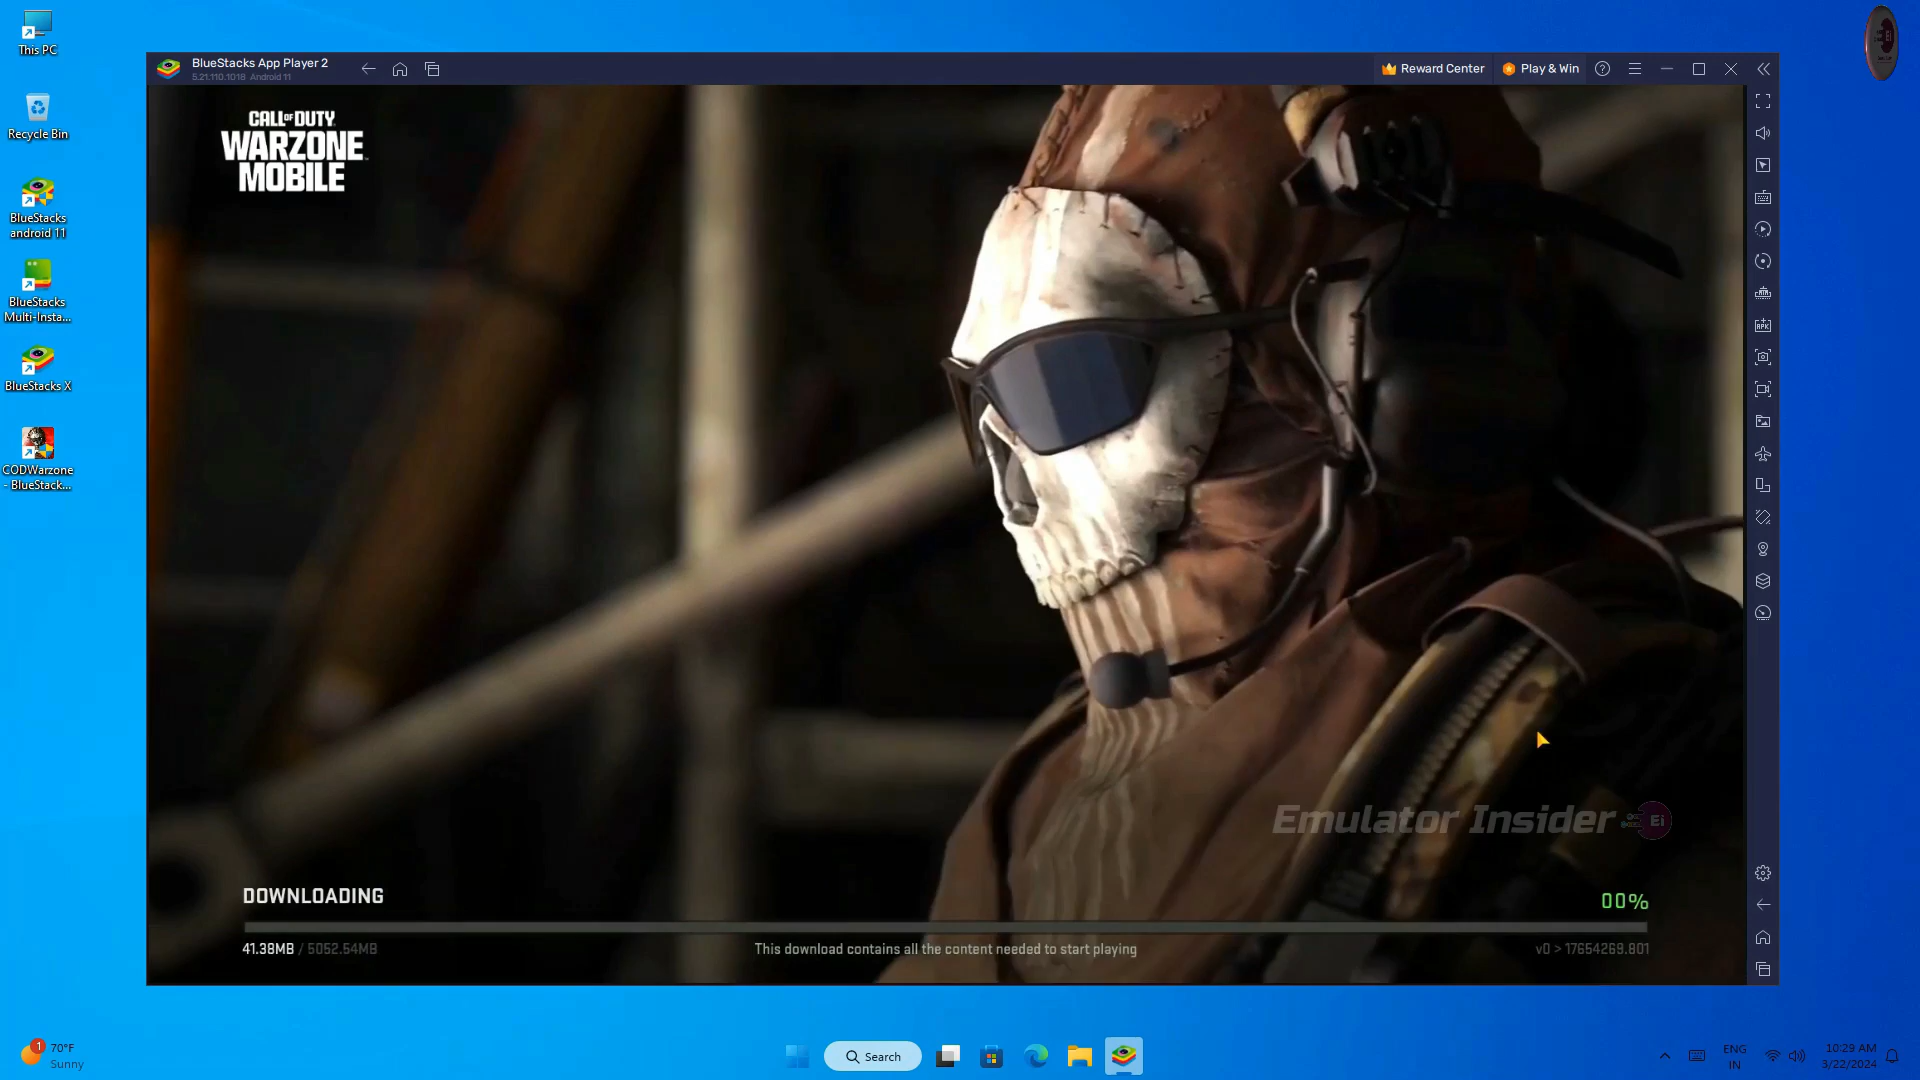 This PC
Recycle Bin
BlueStacks
android 11
BlueStacks
Multi-Insta...
BlueStacks X
CODWarzone
- BlueStack...
BlueStacks App Player 2
5.21.110.1018 Android 11
Reward Center
Play & Win
CALL OF DUTY
WARZONE
MOBILE
Emulator Insider
Ei
DOWNLOADING
00%
41.38MB / 5052.54MB
This download contains all the content needed to start playing
v0 > 17654269.801
1
70°F
Sunny
Search
ENG
IN
10:29 AM
3/22/2024